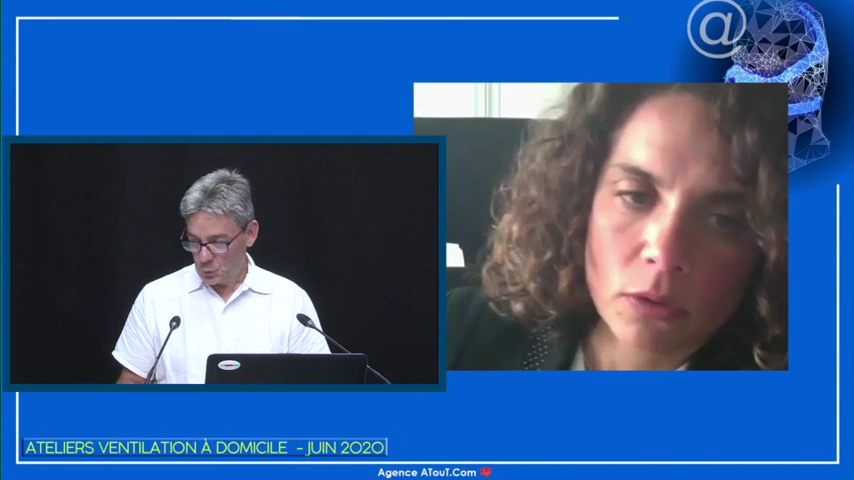 @
ATELIERS VENTILATION À DOMICILE - JUIN 2020
Agence ATouT.Com